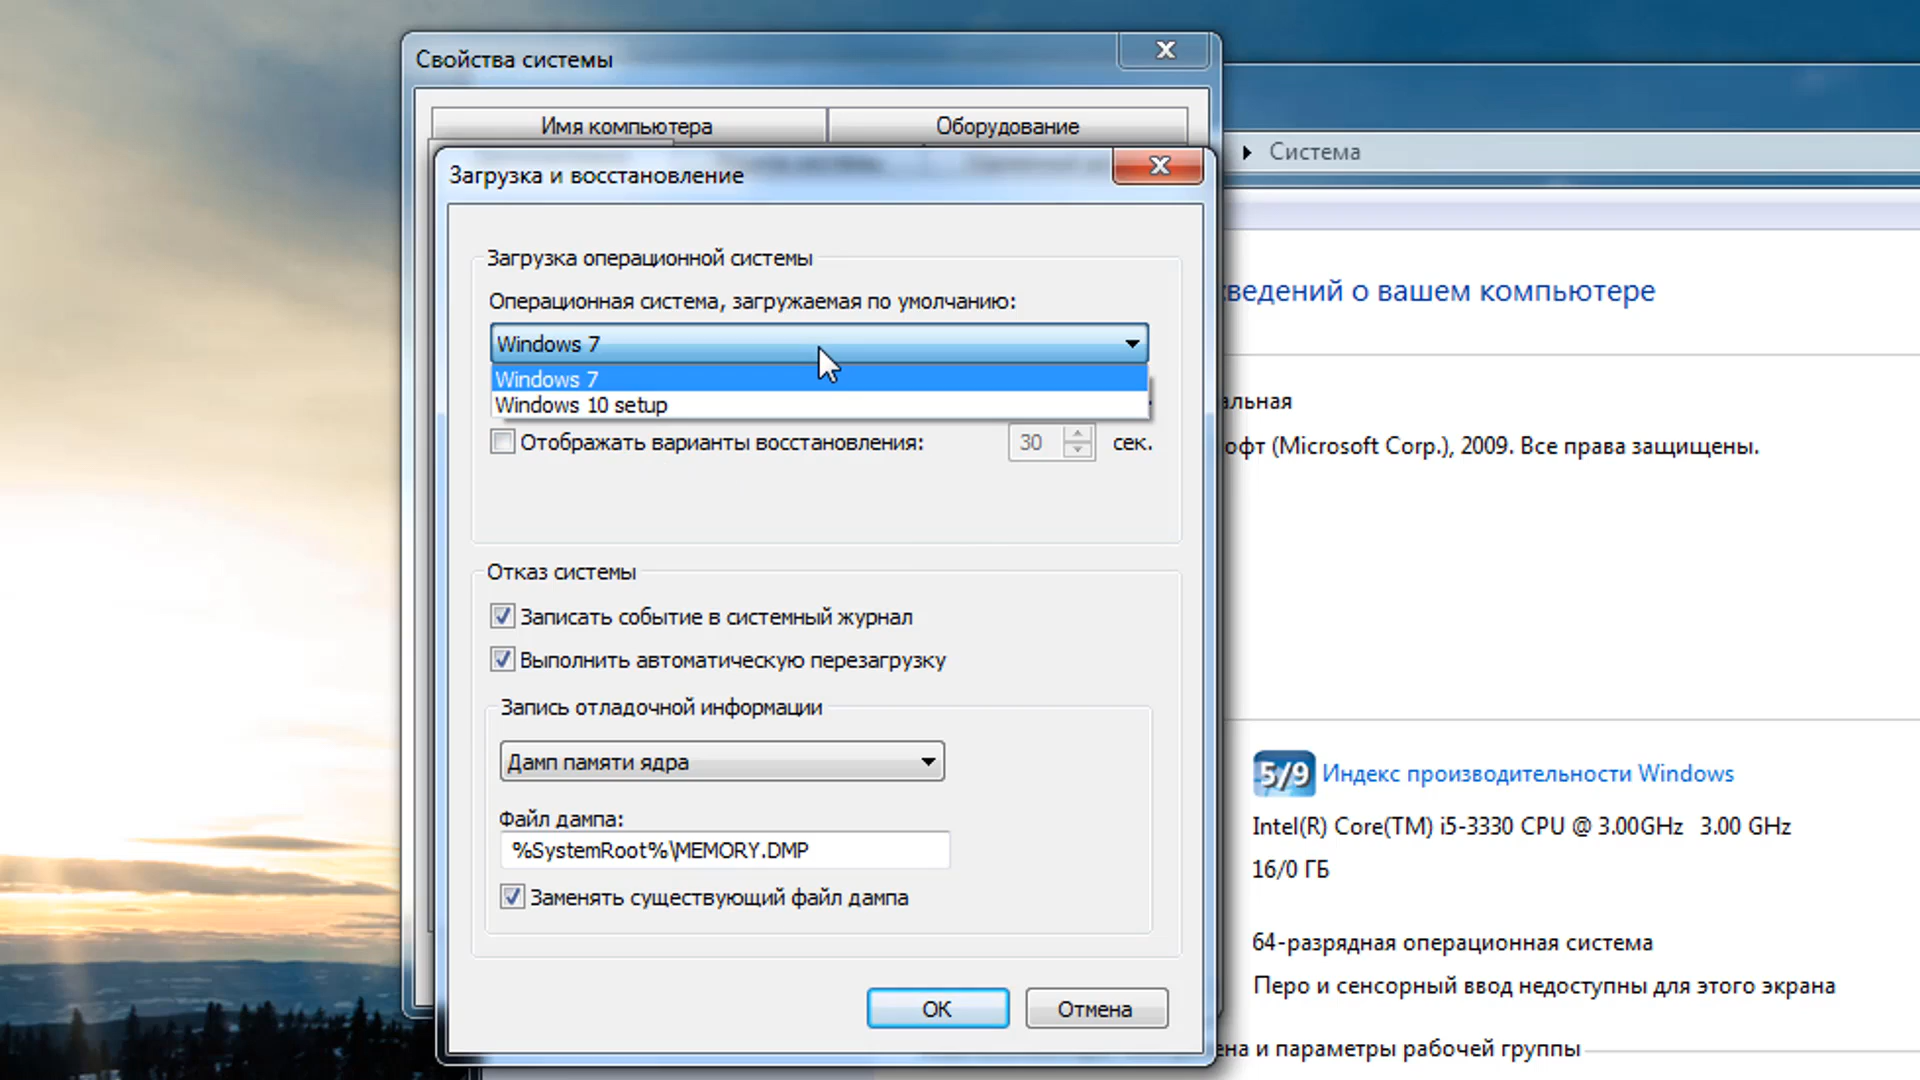 Свойства системы
Имя компьютера
Оборудование
Система
Загрузка и восстановление
Загрузка операционной системы
Операционная система, загружаемая по умолчанию:
Windows 7
Windows 7
Windows 10 setup
Отображать варианты восстановления:
30
сек.
Отказ системы
Записать событие в системный журнал
Выполнить автоматическую перезагрузку
Запись отладочной информации
Дамп памяти ядра
Файл дампа:
%SystemRoot%\MEMORY.DMP
Заменять существующий файл дампа
OK
Отмена
ведений о вашем компьютере
альная
офт (Microsoft Corp.), 2009. Все права защищены.
5/9
Индекс производительности Windows
Intel(R) Core(TM) i5-3330 CPU @ 3.00GHz 3.00 GHz
16/0 ГБ
64-разрядная операционная система
Перо и сенсорный ввод недоступны для этого экрана
ена и параметры рабочей группы